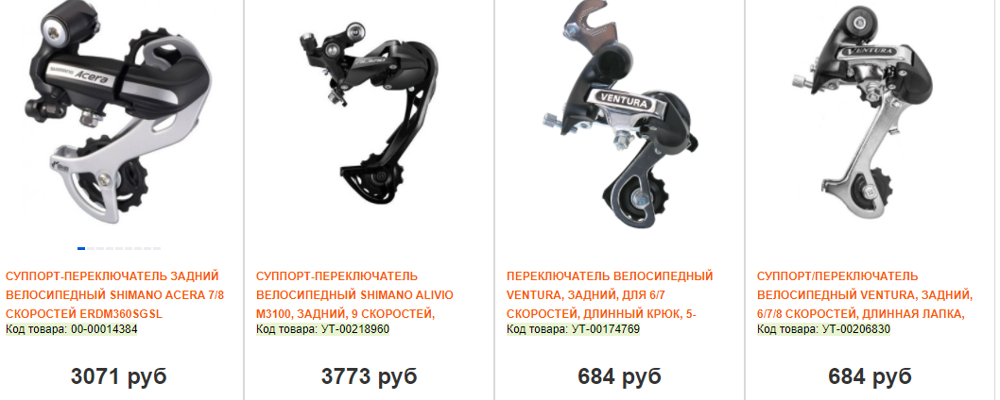 SHIMANO Acera
VENTURA
VENTURA
СУППОРТ-ПЕРЕКЛЮЧАТЕЛЬ ЗАДНИЙ
ВЕЛОСИПЕДНЫЙ SHIMANO ACERA 7/8
СКОРОСТЕЙ ERDM360SGSL
Код товара: 00-00014384
3071 руб
СУППОРТ-ПЕРЕКЛЮЧАТЕЛЬ
ВЕЛОСИПЕДНЫЙ SHIMANO ALIVIO
M3100, ЗАДНИЙ, 9 СКОРОСТЕЙ,
Код товара: УТ-00218960
3773 руб
ПЕРЕКЛЮЧАТЕЛЬ ВЕЛОСИПЕДНЫЙ
VENTURA, ЗАДНИЙ, ДЛЯ 6/7
СКОРОСТЕЙ, ДЛИННЫЙ КРЮК, 5-
Код товара: УТ-00174769
684 руб
СУППОРТ/ПЕРЕКЛЮЧАТЕЛЬ
ВЕЛОСИПЕДНЫЙ VENTURA, ЗАДНИЙ,
6/7/8 СКОРОСТЕЙ, ДЛИННАЯ ЛАПКА,
Код товара: УТ-00206830
684 руб